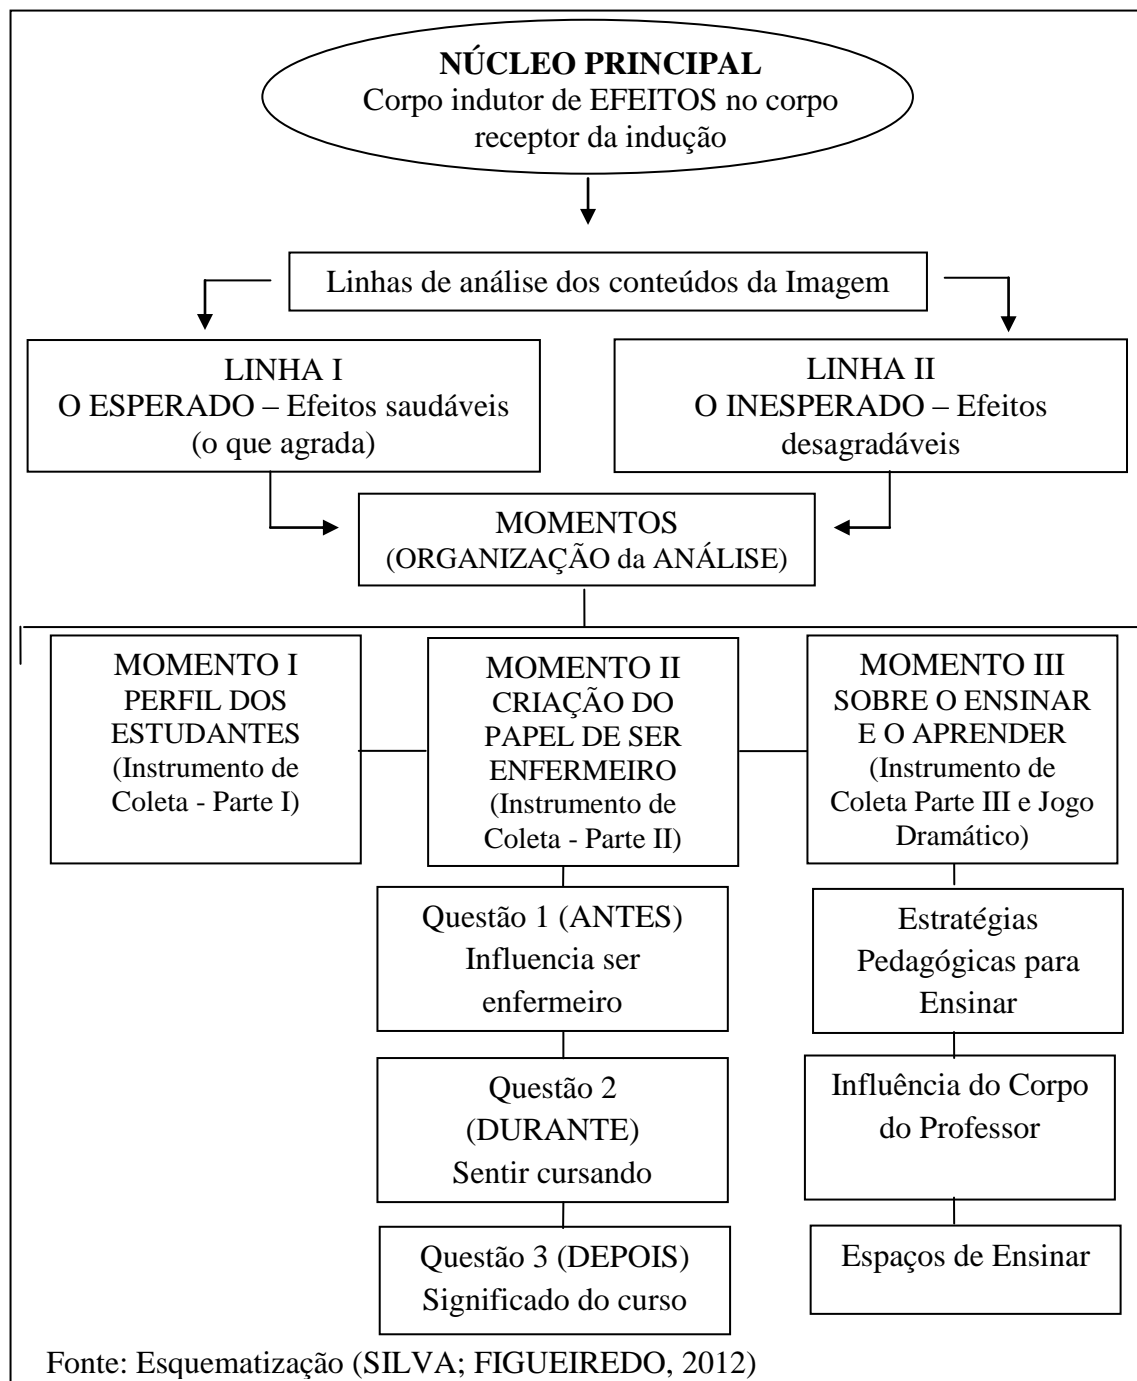 NÚCLEO PRINCIPAL
Corpo indutor de EFEITOS no corpo
receptor da indução
Linhas de análise dos conteúdos da Imagem
LINHA I
O ESPERADO – Efeitos saudáveis
(o que agrada)
LINHA II
O INESPERADO – Efeitos
desagradáveis
MOMENTOS
(ORGANIZAÇÃO da ANÁLISE)
MOMENTO I
PERFIL DOS
ESTUDANTES
(Instrumento de
Coleta - Parte I)
MOMENTO II
CRIAÇÃO DO
PAPEL DE SER
ENFERMEIRO
(Instrumento de
Coleta - Parte II)
MOMENTO III
SOBRE O ENSINAR
E O APRENDER
(Instrumento de
Coleta Parte III e Jogo
Dramático)
Questão 1 (ANTES)
Influencia ser
enfermeiro
Questão 2
(DURANTE)
Sentir cursando
Questão 3 (DEPOIS)
Significado do curso
Estratégias
Pedagógicas para
Ensinar
Influência do Corpo
do Professor
Espaços de Ensinar
Fonte: Esquematização (SILVA; FIGUEIREDO, 2012)